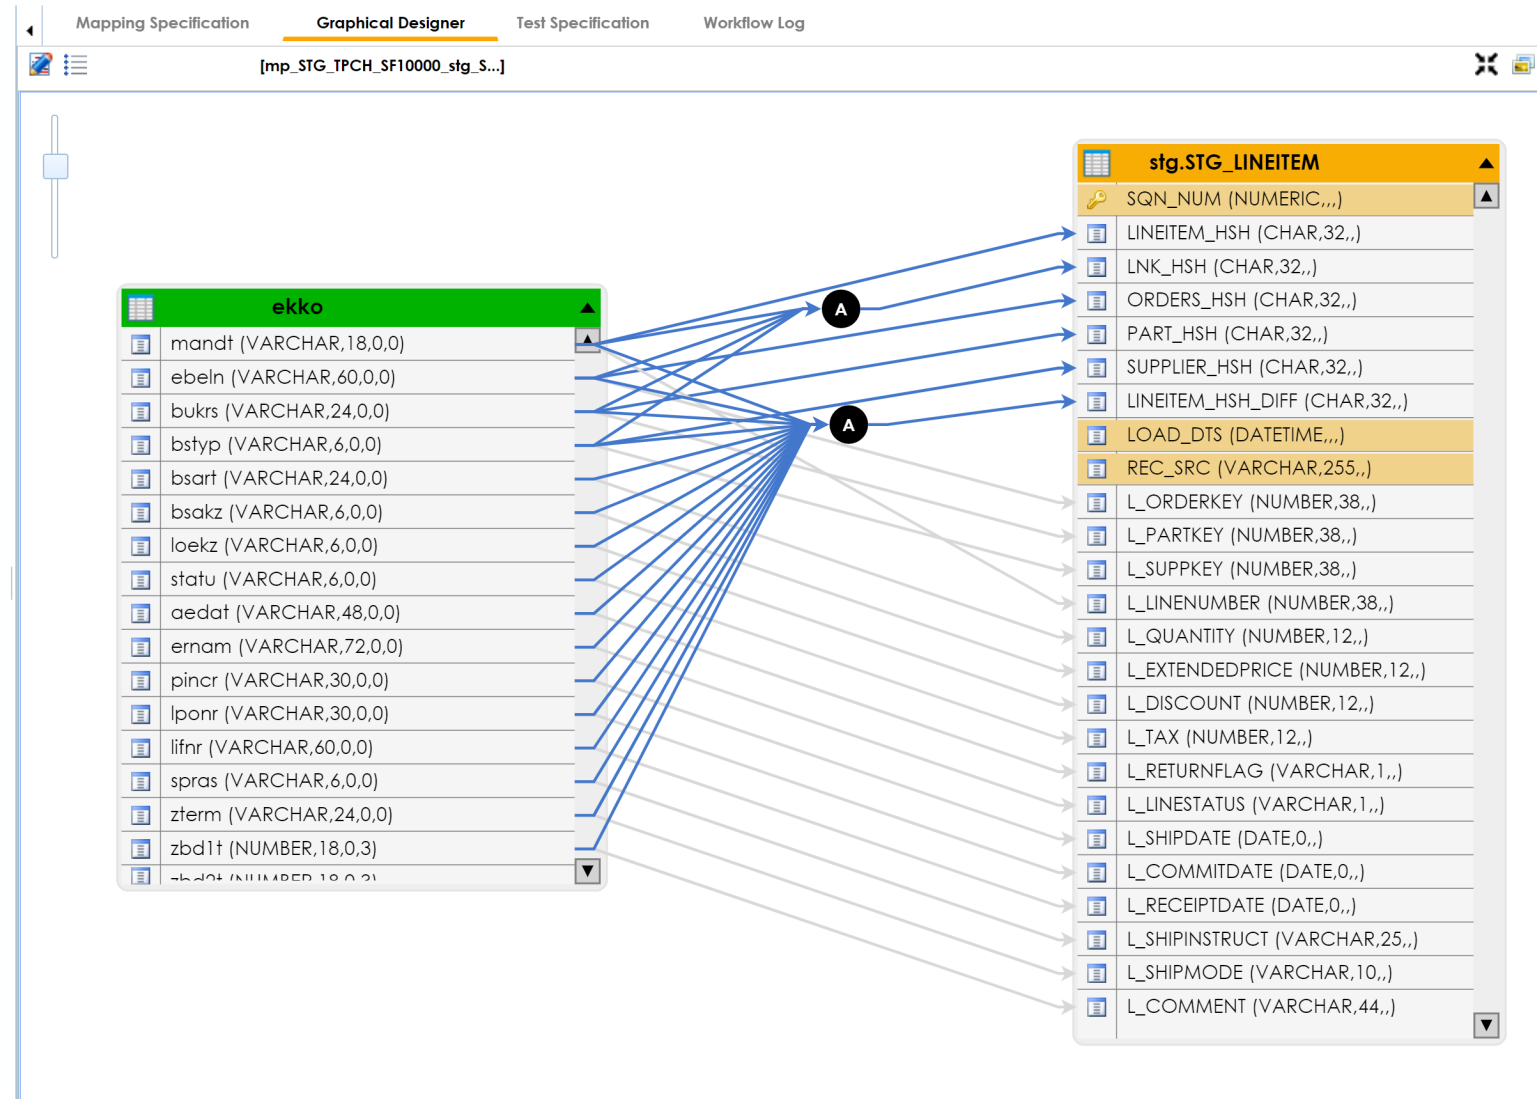 Mapping Specification
Graphical Designer
Test Specification
Workflow Log
[mp_STG_TPCH_SF10000_stg_S...]
ekko
mandt (VARCHAR,18,0,0)
ebeln (VARCHAR,60,0,0)
bukrs (VARCHAR,24,0,0)
bstyp (VARCHAR,6,0,0)
bsart (VARCHAR,24,0,0)
bsakz (VARCHAR,6,0,0)
loekz (VARCHAR,6,0,0)
statu (VARCHAR,6,0,0)
aedat (VARCHAR,48,0,0)
ernam (VARCHAR,72,0,0)
pincr (VARCHAR,30,0,0)
lponr (VARCHAR,30,0,0)
lifnr (VARCHAR,60,0,0)
spras (VARCHAR,6,0,0)
zterm (VARCHAR,24,0,0)
zbd1t (NUMBER,18,0,3)
zbd2t (NUMBER,18,0,3)
A
A
stg.STG_LINEITEM
SQN_NUM (NUMERIC,,,)
LINEITEM_HSH (CHAR,32,,)
LNK_HSH (CHAR,32,,)
ORDERS_HSH (CHAR,32,,)
PART_HSH (CHAR,32,,)
SUPPLIER_HSH (CHAR,32,,)
LINEITEM_HSH_DIFF (CHAR,32,,)
LOAD_DTS (DATETIME,,,)
REC_SRC (VARCHAR,255,,)
L_ORDERKEY (NUMBER,38,,)
L_PARTKEY (NUMBER,38,,)
L_SUPPKEY (NUMBER,38,,)
L_LINENUMBER (NUMBER,38,,)
L_QUANTITY (NUMBER,12,,)
L_EXTENDEDPRICE (NUMBER,12,,)
L_DISCOUNT (NUMBER,12,,)
L_TAX (NUMBER,12,,)
L_RETURNFLAG (VARCHAR,1,,)
L_LINESTATUS (VARCHAR,1,,)
L_SHIPDATE (DATE,0,,)
L_COMMITDATE (DATE,0,,)
L_RECEIPTDATE (DATE,0,,)
L_SHIPINSTRUCT (VARCHAR,25,,)
L_SHIPMODE (VARCHAR,10,,)
L_COMMENT (VARCHAR,44,,)